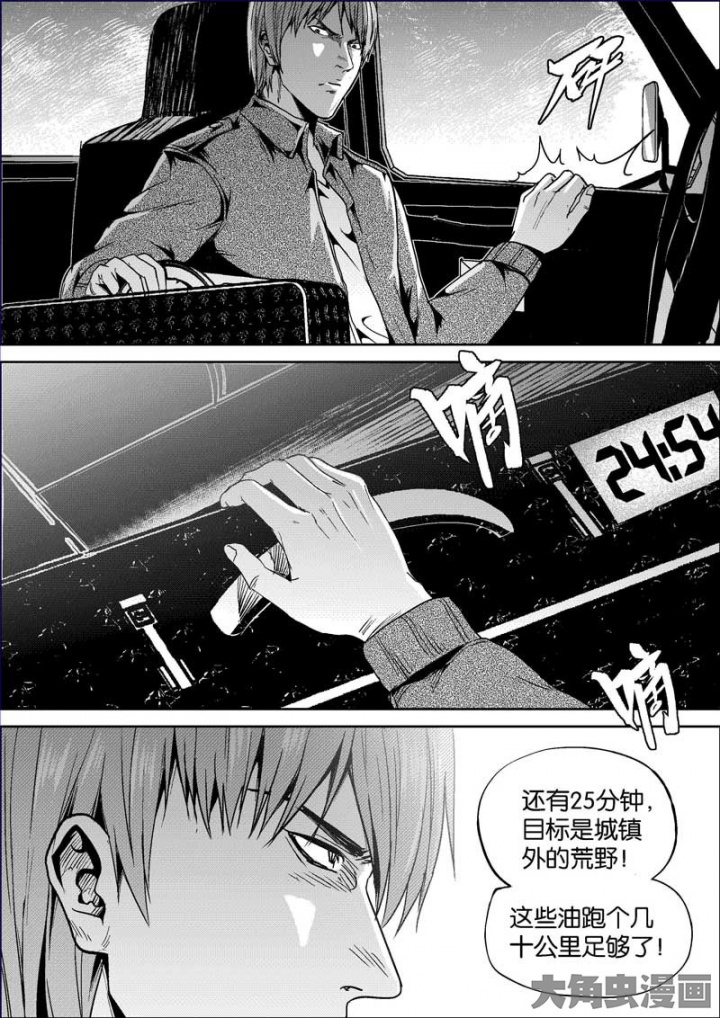 砰
嘀
24:54
嘀
还有25分钟，
目标是城镇
外的荒野！
这些油跑个几
十公里足够了！
大角虫漫画